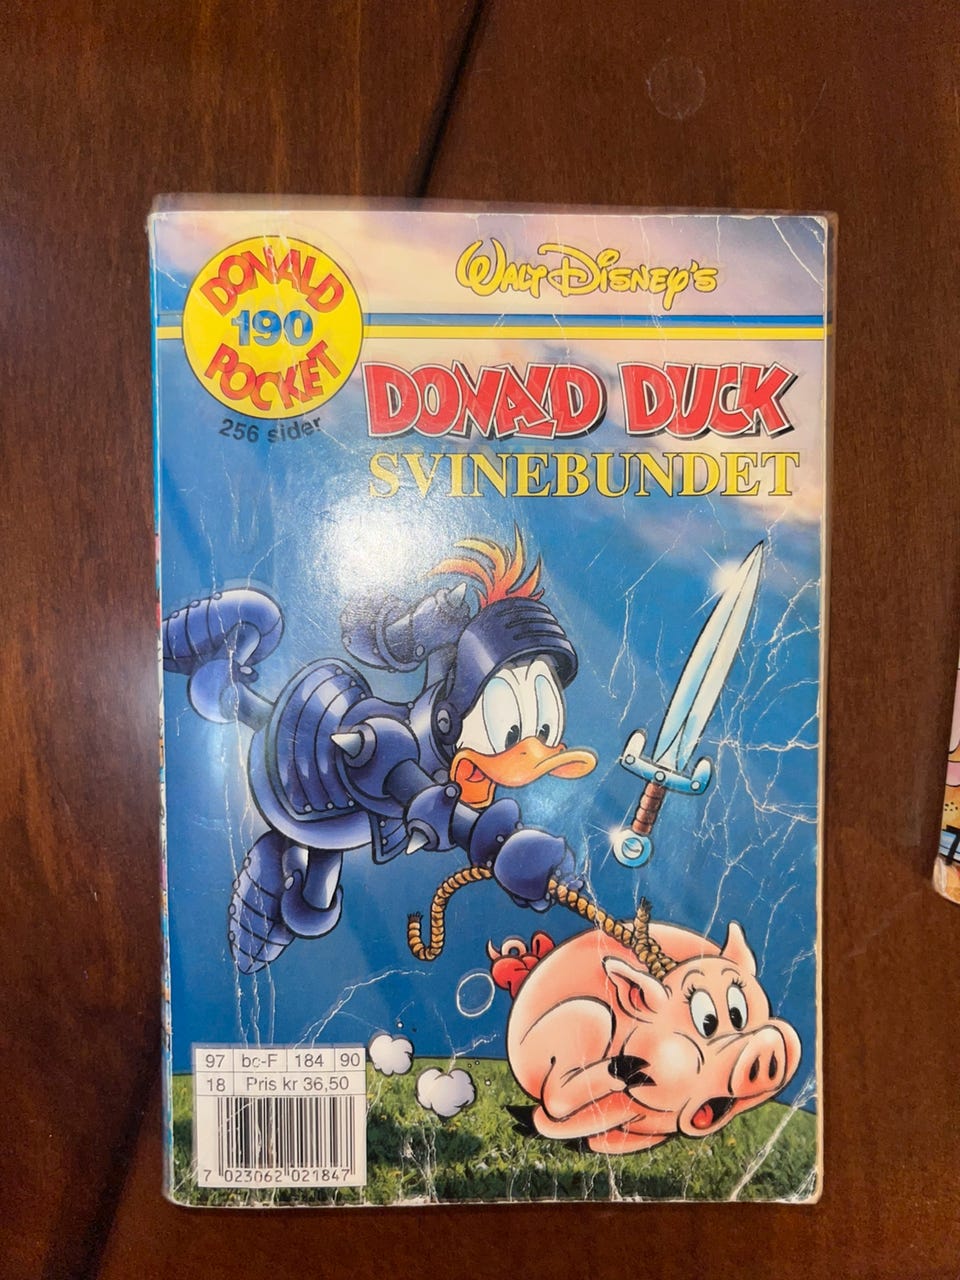 DONALD
190
POCKET
256 sider
WALT DISNEY'S
DONALD DUCK
SVINEBUNDET
97 bc-F 184 90
18 Pris kr 36,50
7 023062 021847